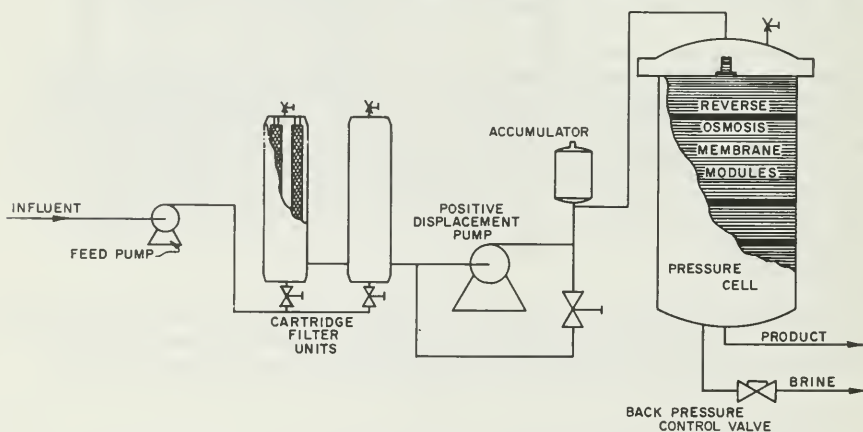 INFLUENT
FEED PUMP
CARTRIDGE
FILTER
UNITS
POSITIVE
DISPLACEMENT
PUMP
ACCUMULATOR
REVERSE
OSMOSIS
MEMBRANE
MODULES
PRESSURE
CELL
PRODUCT
BRINE
BACK PRESSURE
CONTROL VALVE